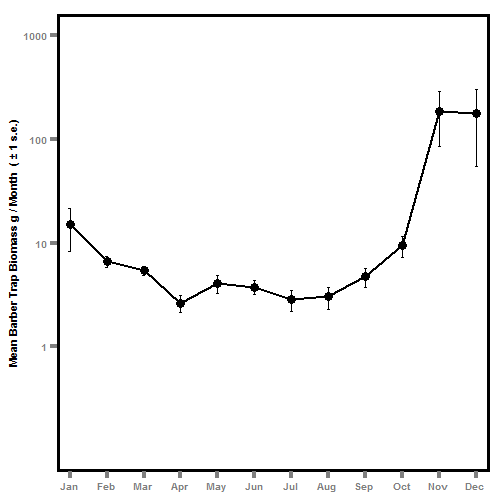 1000
100
10
1
Mean Barber Trap Biomass g / Month ( ± 1 s.e.)
Jan Feb Mar Apr May Jun Jul Aug Sep Oct Nov Dec